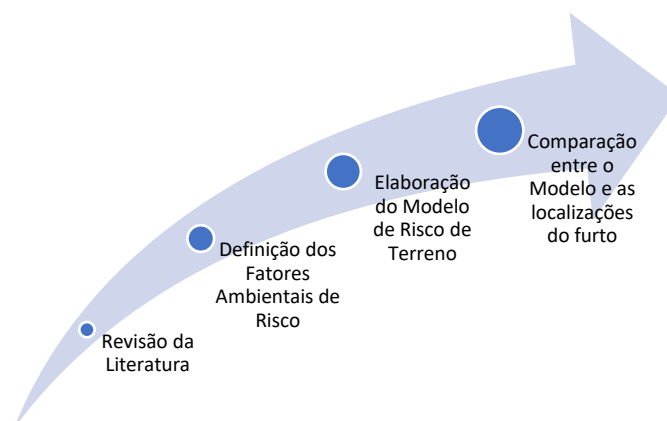 Revisão da
Literatura
Definição dos
Fatores
Ambientais de
Risco
Elaboração
do Modelo
de Risco de
Terreno
Comparação
entre o
Modelo e as
localizações
do furto